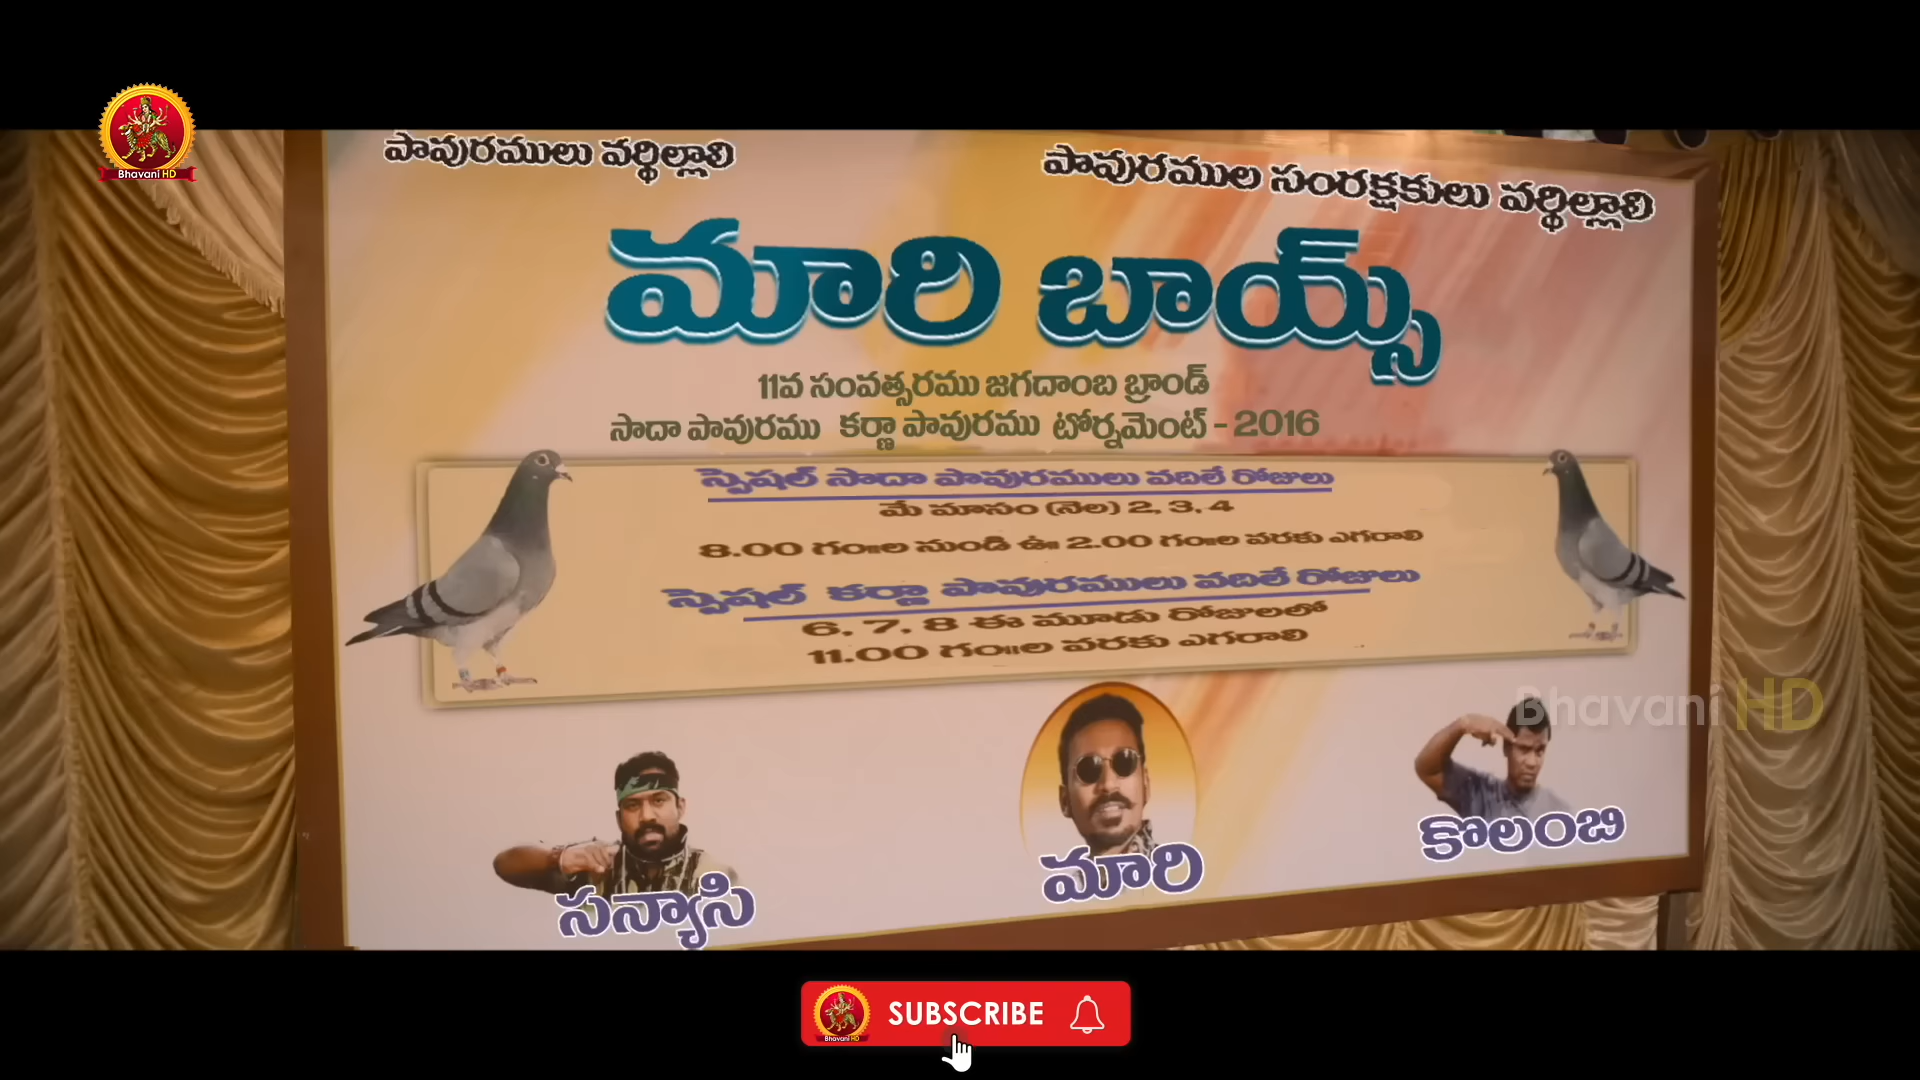 Bhavani HD
పావురములు వర్థిల్లాలి
పావురముల సంరక్షకులు వర్థిల్లాలి
మారి బాయ్స్
11వ సంవత్సరము జగదాంబ బ్రాండ్
సాదా పావురము కర్ణా పావురము టోర్నమెంట్ - 2016
స్పెషల్ సాదా పావురములు వదిలే రోజులు
మే మాసం (నెల) 2, 3, 4
8.00 గం॥ల నుండి ఉ॥ 2.00 గం॥ల వరకు ఎగరాలి
స్పెషల్ కర్ణా పావురములు వదిలే రోజులు
6, 7, 8 ఈ మూడు రోజులలో
11.00 గం॥ల వరకు ఎగరాలి
Bhavani HD
సన్యాసి
మారి
కొలంబి
SUBSCRIBE
Bhavani HD